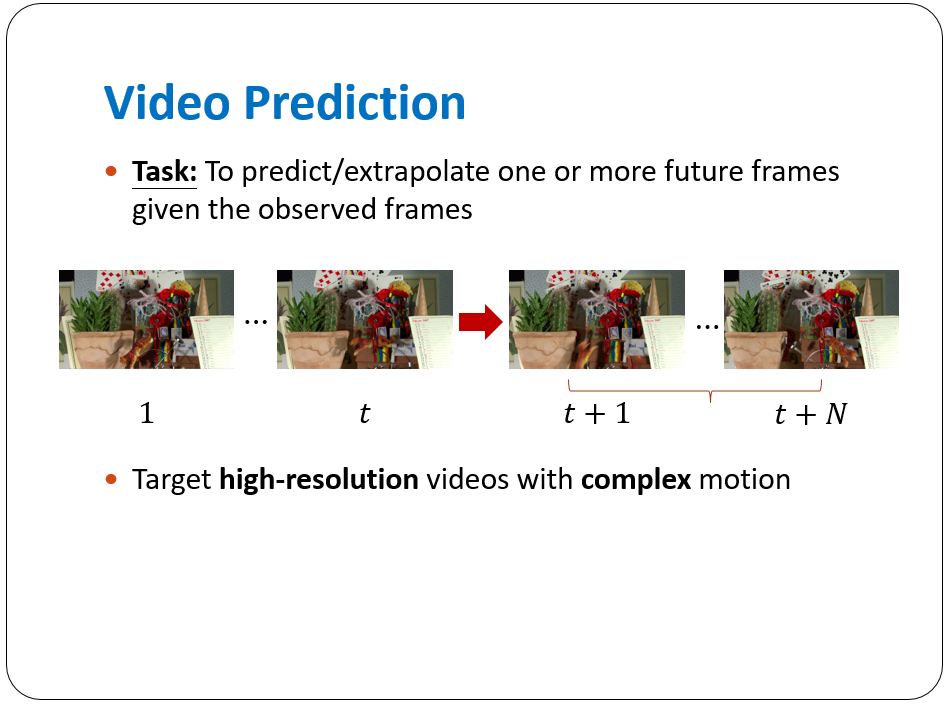 Video Prediction
• Task: To predict/extrapolate one or more future frames
given the observed frames
... ...
1 t t + 1 t + N
• Target high-resolution videos with complex motion